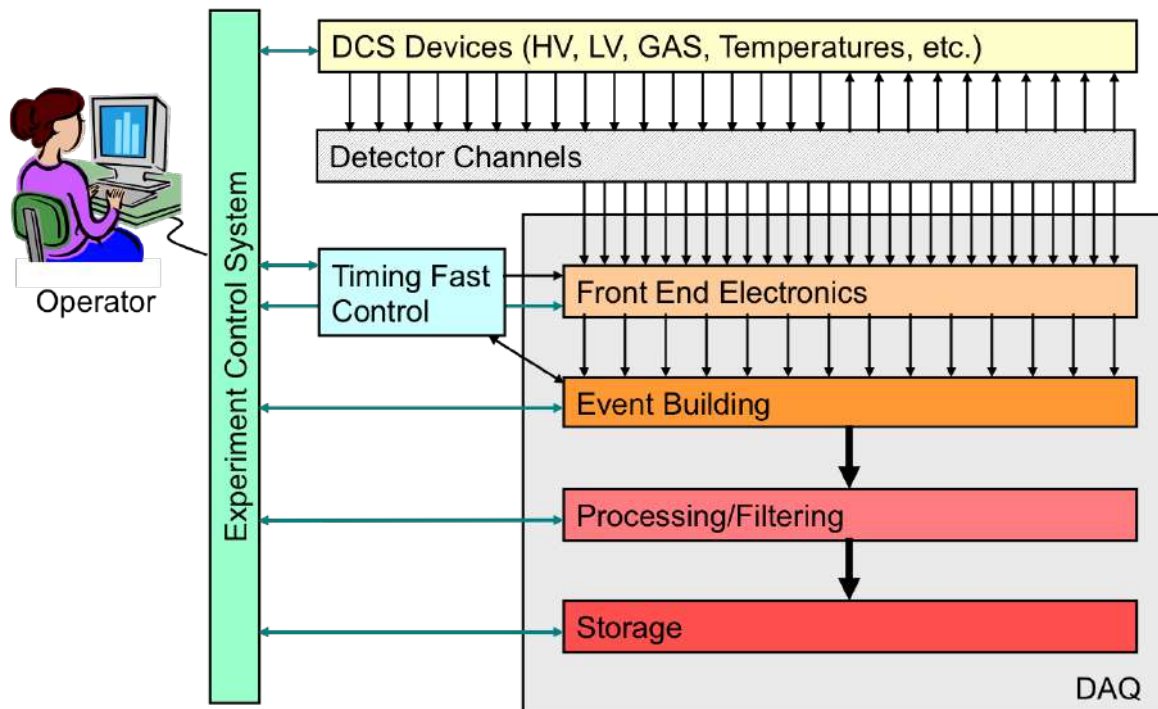 DCS Devices (HV, LV, GAS, Temperatures, etc.)
Detector Channels
Experiment Control System
Operator
Timing Fast
Control
Front End Electronics
Event Building
Processing/Filtering
Storage
DAQ